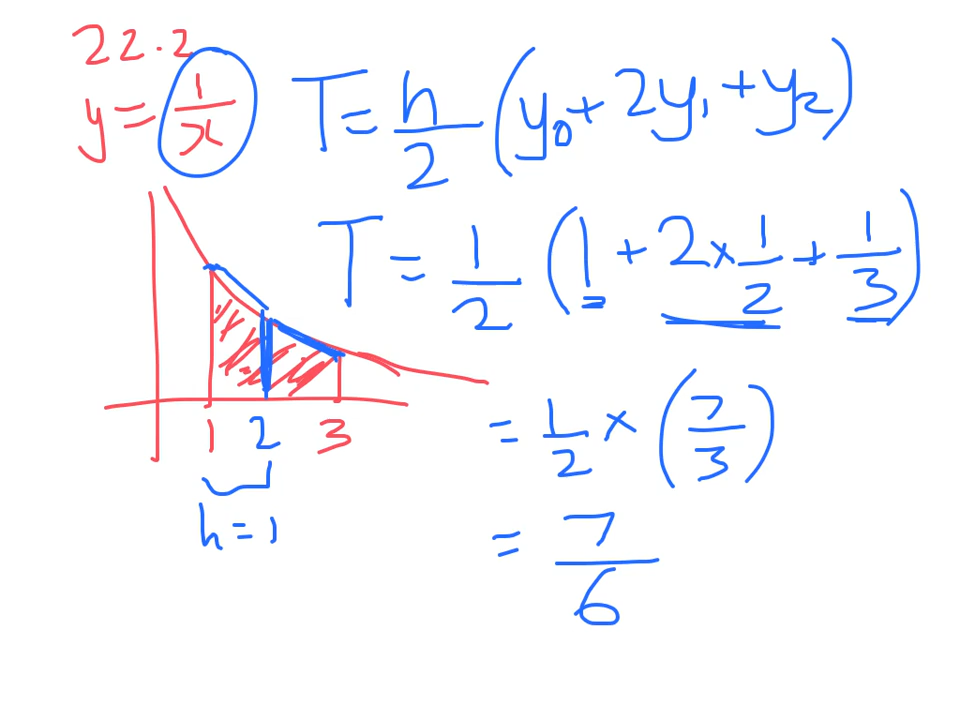 22.2
y = 1/x
T = h/2 (y₀ + 2y₁ + y₂)
T = 1/2 (1 + 2 × 1/2 + 1/3)
= 1/2 × (7/3)
= 7/6
1 2 3
h = 1